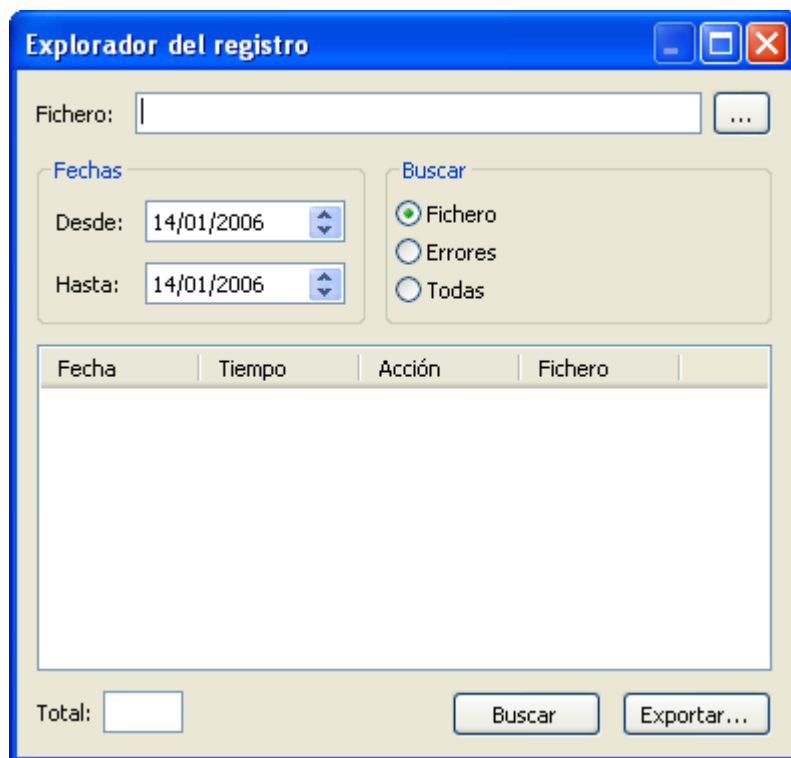 Explorador del registro
Fichero:
...
Fechas
Desde: 14/01/2006
Hasta: 14/01/2006
Buscar
Fichero
Errores
Todas
Fecha Tiempo Acción Fichero
Total:
Buscar
Exportar...